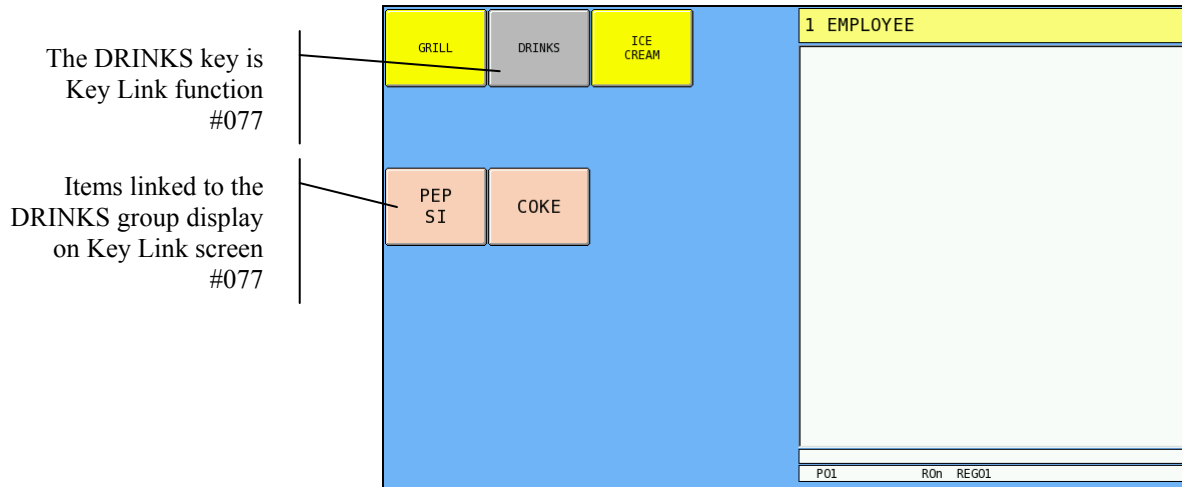 The DRINKS key is
Key Link function
#077
Items linked to the
DRINKS group display
on Key Link screen
#077
GRILL
DRINKS
ICE
CREAM
PEP
SI
COKE
1 EMPLOYEE
P01 ROn REG01